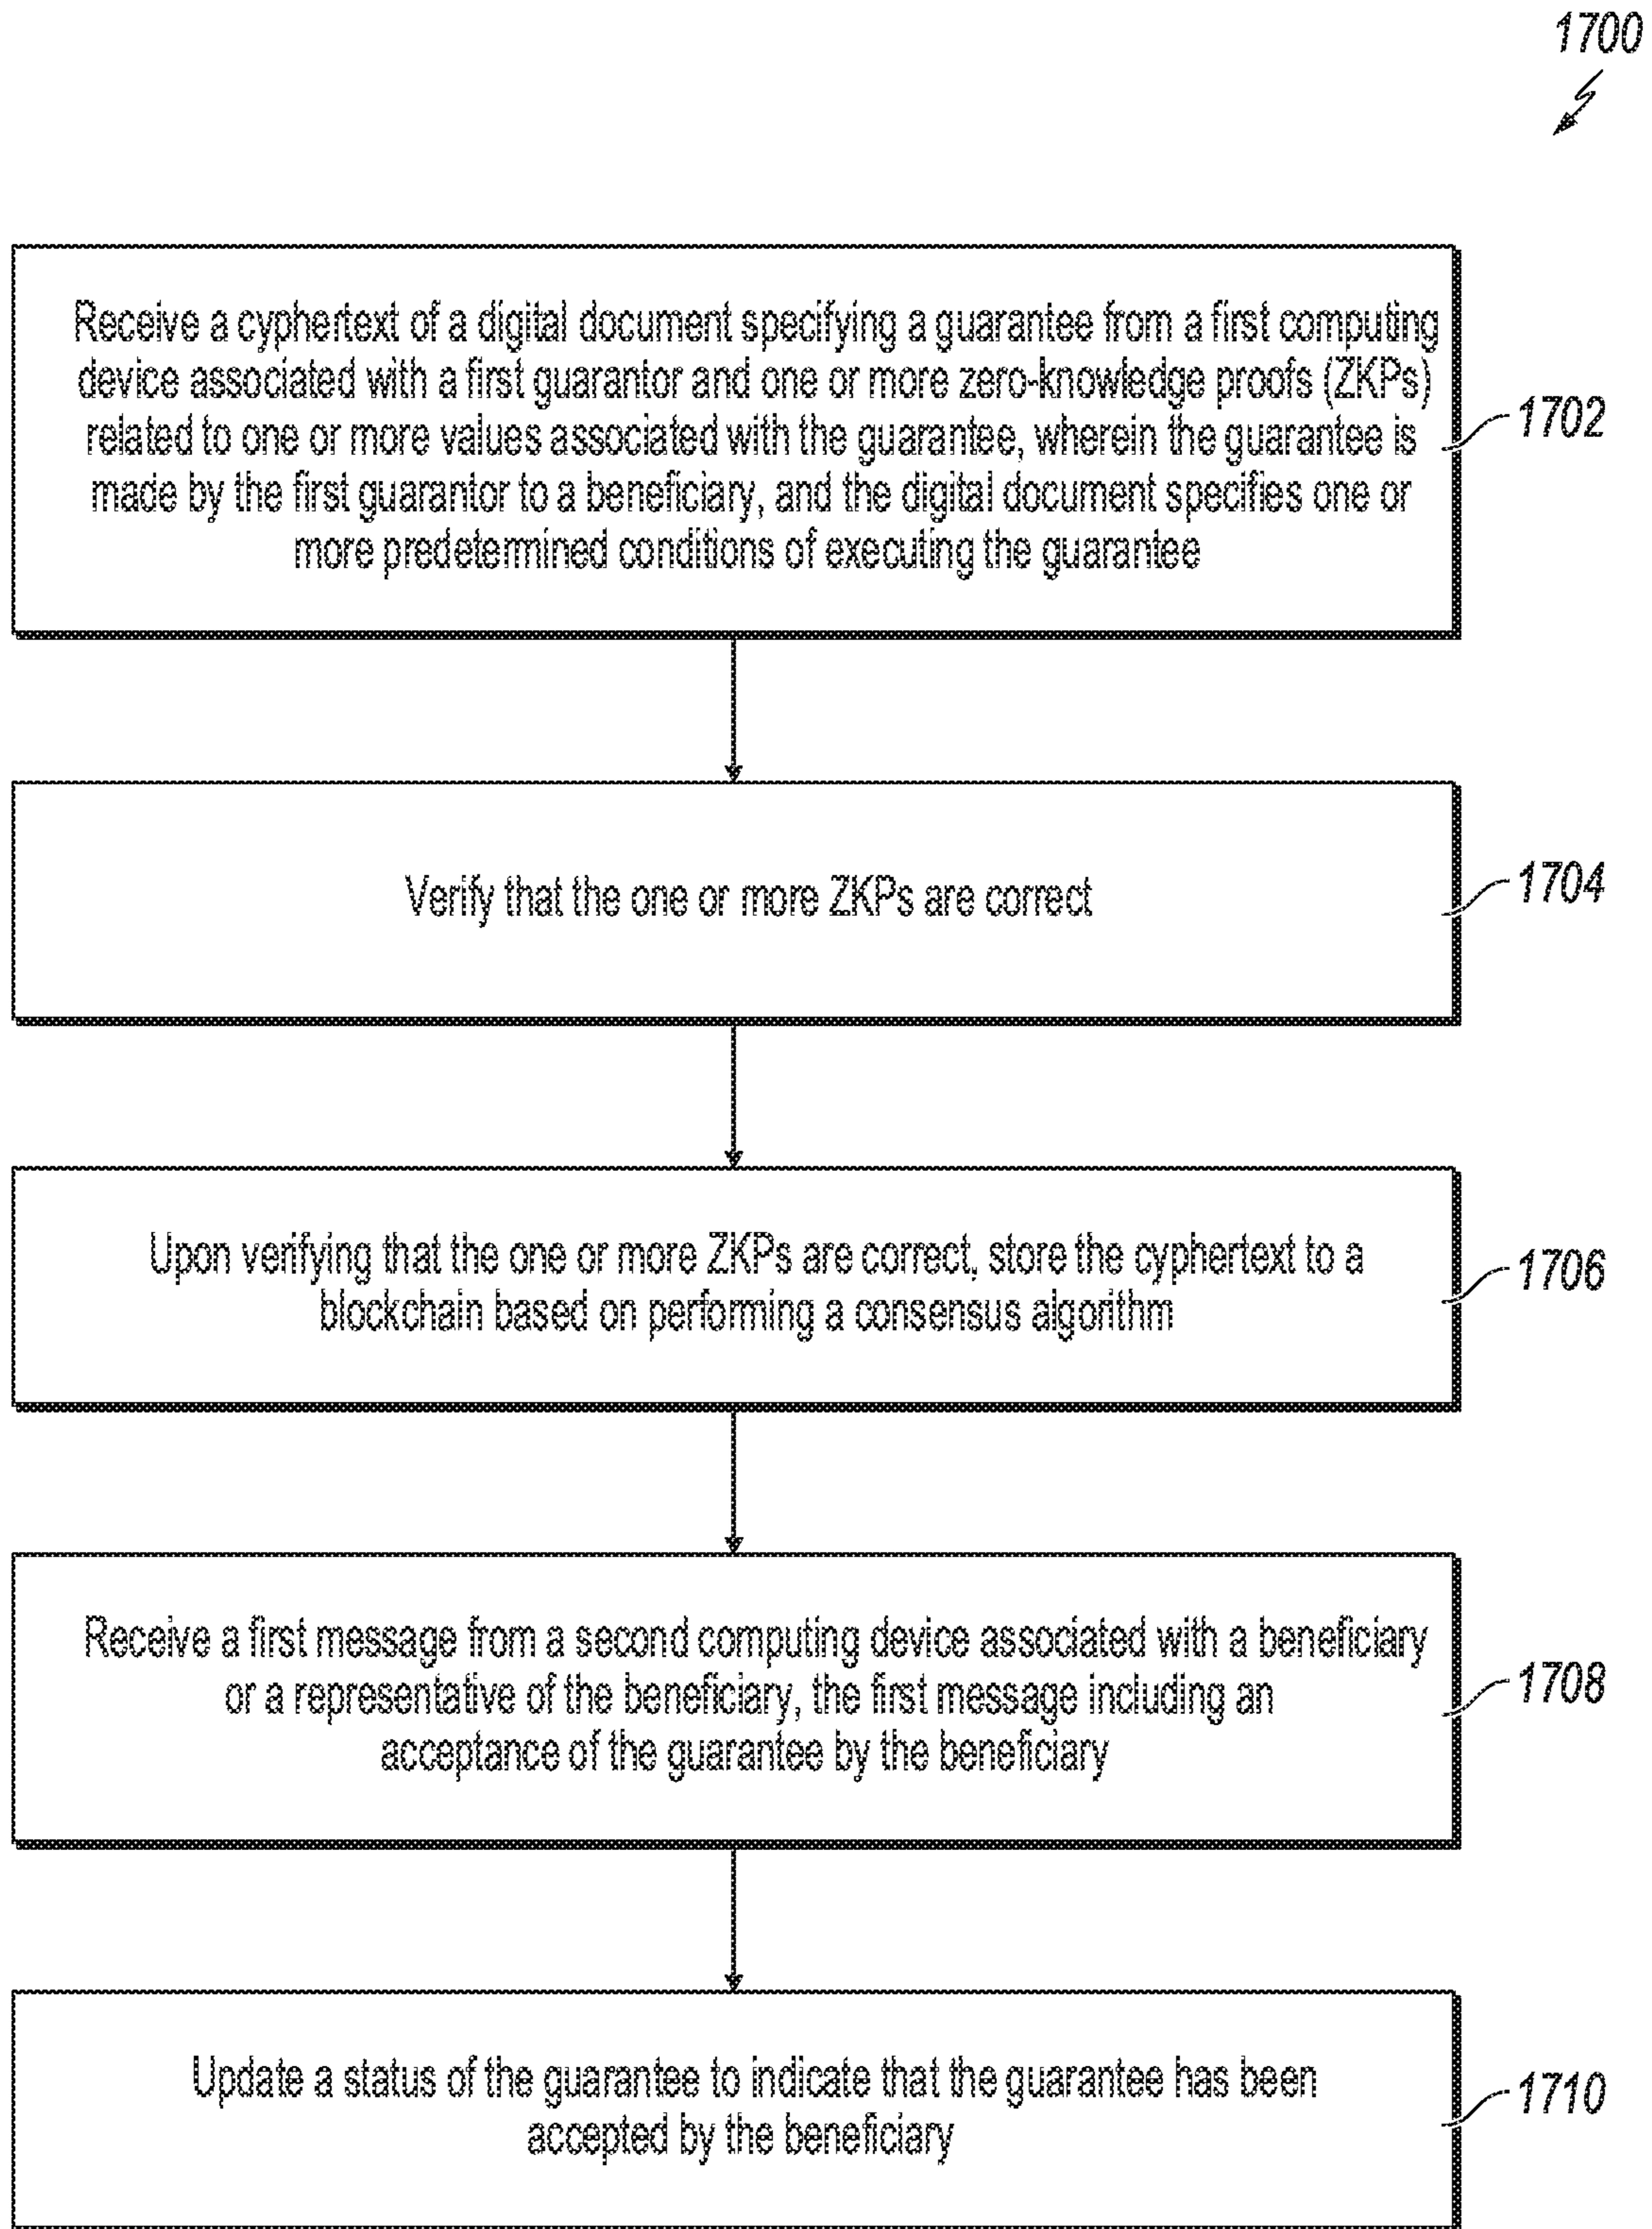 1700
Receive a cyphertext of a digital document specifying a guarantee from a first computing
device associated with a first guarantor and one or more zero-knowledge proofs (ZKPs)
related to one or more values associated with the guarantee, wherein the guarantee is
made by the first guarantor to a beneficiary, and the digital document specifies one or
more predetermined conditions of executing the guarantee
1702
Verify that the one or more ZKPs are correct
1704
Upon verifying that the one or more ZKPs are correct, store the cyphertext to a
blockchain based on performing a consensus algorithm
1706
Receive a first message from a second computing device associated with a beneficiary
or a representative of the beneficiary, the first message including an
acceptance of the guarantee by the beneficiary
1708
Update a status of the guarantee to indicate that the guarantee has been
accepted by the beneficiary
1710